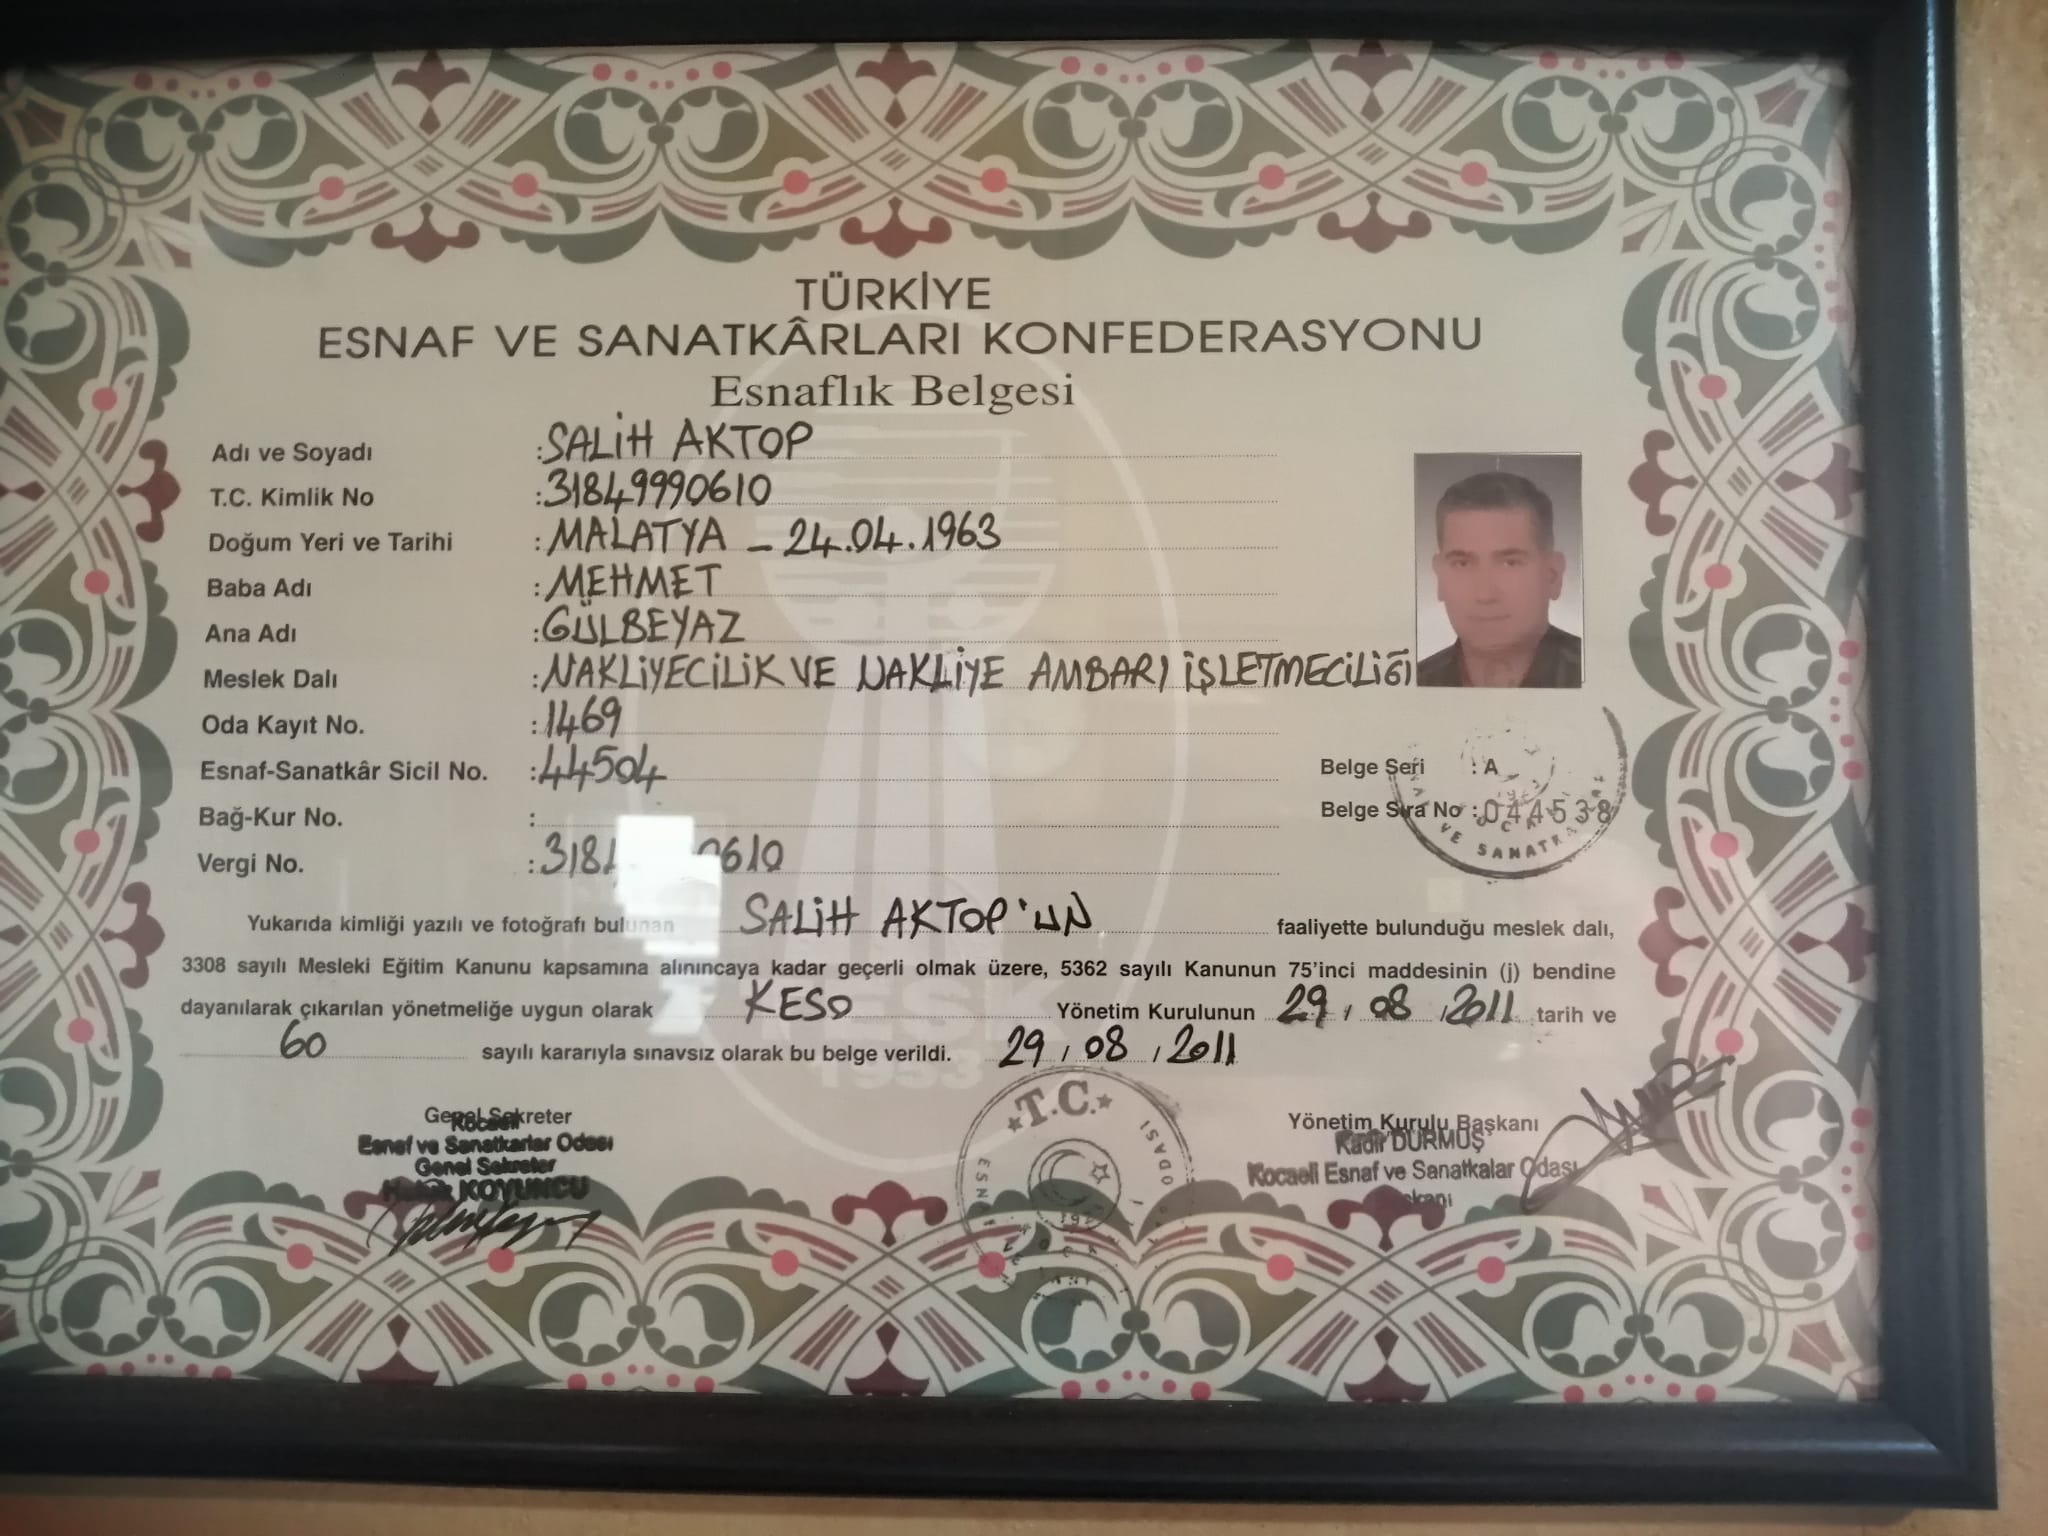 TÜRKİYE
ESNAF VE SANATKÂRLARI KONFEDERASYONU
Esnaflık Belgesi
Adı ve Soyadı : SALİH AKTOP
T.C. Kimlik No : 31849990610
Doğum Yeri ve Tarihi : MALATYA - 24.04.1963
Baba Adı : MEHMET
Ana Adı : GÜLBEYAZ
Meslek Dalı : NAKLİYECİLİK VE NAKLİYE AMBARI İŞLETMECİLİĞİ
Oda Kayıt No. : 1469
Esnaf-Sanatkâr Sicil No. : 44504
Belge Seri : A
Bağ-Kur No. :
Belge Sıra No : 044538
Vergi No. : 318 0610
VE SANATK
Yukarıda kimliği yazılı ve fotoğrafı bulunan SALİH AKTOP'UN faaliyette bulunduğu meslek dalı,
3308 sayılı Mesleki Eğitim Kanunu kapsamına alınıncaya kadar geçerli olmak üzere, 5362 sayılı Kanunun 75'inci maddesinin (j) bendine
dayanılarak çıkarılan yönetmeliğe uygun olarak KESO Yönetim Kurulunun 29 / 08 / 2011 tarih ve
60 sayılı kararıyla sınavsız olarak bu belge verildi. 29 / 08 / 2011
TESK
1953
Genel Sekreter
Kocaeli
Esnaf ve Sanatkarlar Odası
Genel Sekreter
KOYUNCU
T.C.
ODASI
Yönetim Kurulu Başkanı
Kadir DURMUŞ
Kocaeli Esnaf ve Sanatkalar Odası